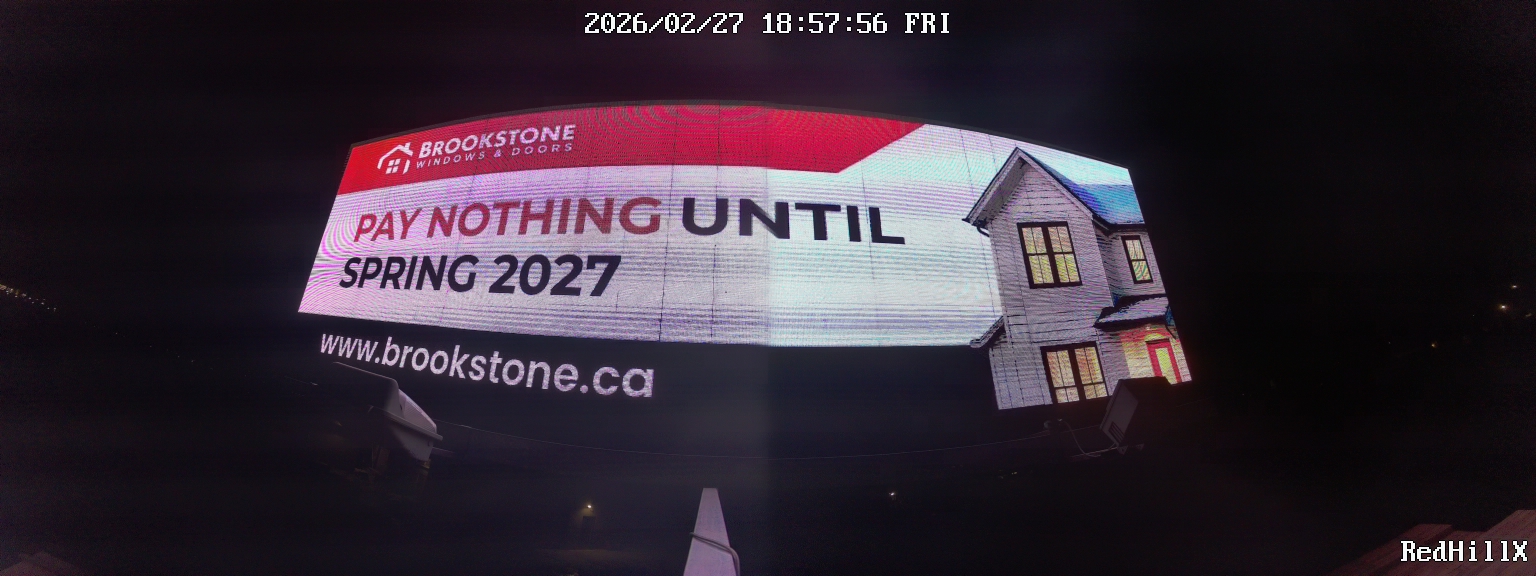 2026/02/27 18:57:56 FRI
BROOKSTONE
WINDOWS & DOORS
PAY NOTHING UNTIL
SPRING 2027
www.brookstone.ca
RedHillX